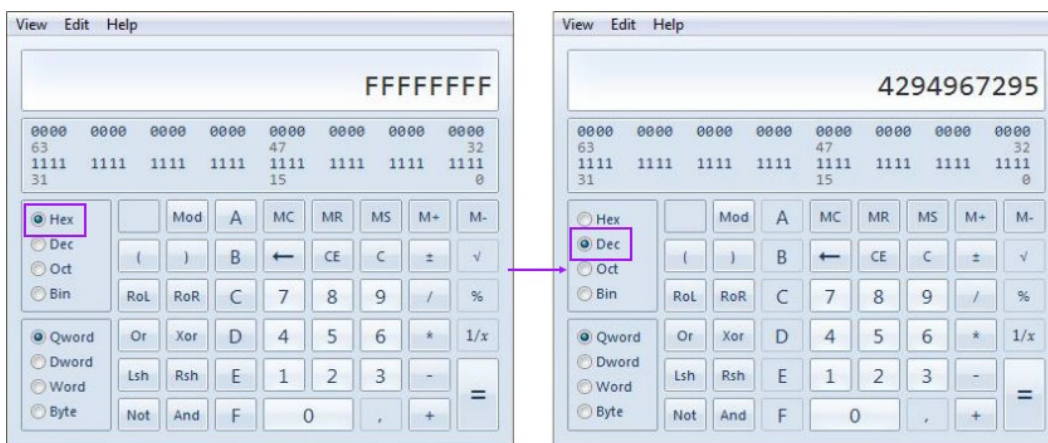 View Edit Help
FFFFFFFF
0000 0000 0000 0000 0000 0000 0000 0000
63 47 32
1111 1111 1111 1111 1111 1111 1111 1111
31 15 0
Hex Mod A MC MR MS M+ M-
Dec
Oct
Bin
( ) B ← CE C ± √
RoL RoR C 7 8 9 / %
Qword
Dword
Word
Byte
Or Xor D 4 5 6 * 1/x
Lsh Rsh E 1 2 3 - =
Not And F 0 , +
View Edit Help
4294967295
0000 0000 0000 0000 0000 0000 0000 0000
63 47 32
1111 1111 1111 1111 1111 1111 1111 1111
31 15 0
Hex Mod A MC MR MS M+ M-
Dec
Oct
Bin
( ) B ← CE C ± √
RoL RoR C 7 8 9 / %
Qword
Dword
Word
Byte
Or Xor D 4 5 6 * 1/x
Lsh Rsh E 1 2 3 - =
Not And F 0 , +